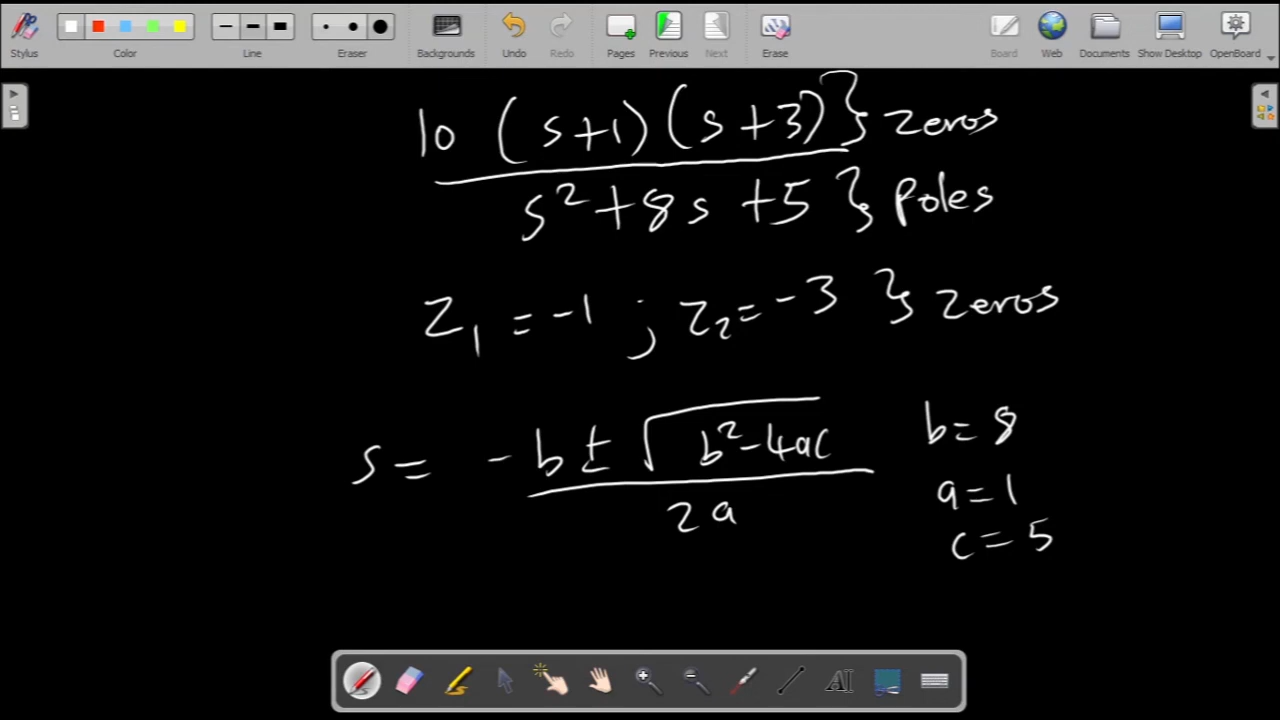 Stylus Color Line Eraser Backgrounds Undo Redo Pages Previous Next Erase Board Web Documents Show Desktop OpenBoard
10 (s+1)(s+3) } zeros
s²+8s+5 } Poles
z₁ = -1 ; z₂ = -3 } zeros
s = -b ± √b²-4ac
2a
b = 8
a = 1
c = 5
AI